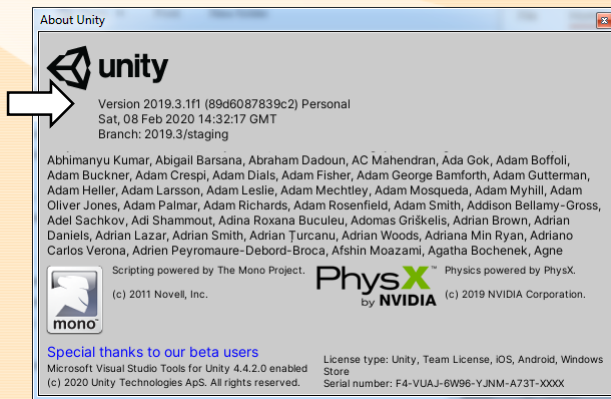 About Unity
unity
Version 2019.3.1f1 (89d6087839c2) Personal
Sat, 08 Feb 2020 14:32:17 GMT
Branch: 2019.3/staging
Abhimanyu Kumar, Abigail Barsana, Abraham Dadoun, AC Mahendran, Ada Gok, Adam Boffoli,
Adam Buckner, Adam Crespi, Adam Dials, Adam Fisher, Adam George Bamforth, Adam Gutterman,
Adam Heller, Adam Larsson, Adam Leslie, Adam Mechtley, Adam Mosqueda, Adam Myhill, Adam
Oliver Jones, Adam Palmar, Adam Richards, Adam Rosenfield, Adam Smith, Addison Bellamy-Gross,
Adel Sachkov, Adi Shammout, Adina Roxana Buculeu, Adomas Griškelis, Adrian Brown, Adrian
Daniels, Adrian Lazar, Adrian Smith, Adrian Țurcanu, Adrian Woods, Adriana Min Ryan, Adriano
Carlos Verona, Adrien Peyromaure-Debord-Broca, Afshin Moazami, Agatha Bochenek, Agne
mono
Scripting powered by The Mono Project.
(c) 2011 Novell, Inc.
PhysX™
by NVIDIA
Physics powered by PhysX.
(c) 2019 NVIDIA Corporation.
Special thanks to our beta users
Microsoft Visual Studio Tools for Unity 4.4.2.0 enabled
(c) 2020 Unity Technologies ApS. All rights reserved.
License type: Unity, Team License, iOS, Android, Windows
Store
Serial number: F4-VUAJ-6W96-YJNM-A73T-XXXX